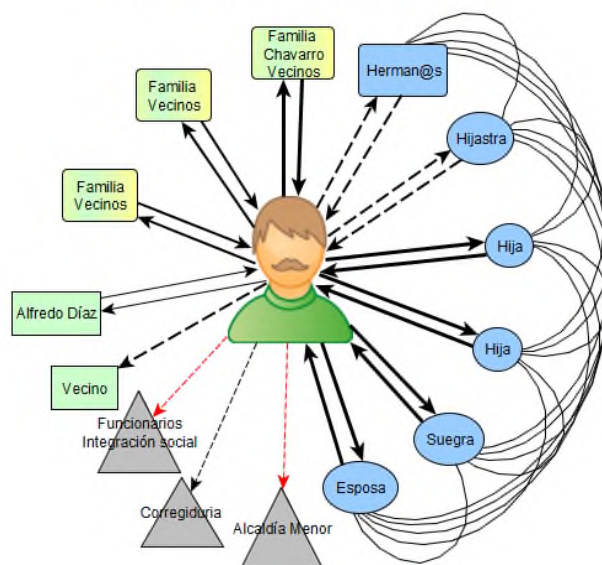 Familia
Chavarro
Vecinos
Herman@s
Familia
Vecinos
Hijastra
Familia
Vecinos
Hija
Alfredo Díaz
Hija
Vecino
Funcionarios
Integración social
Suegra
Esposa
Corregiduria
Alcaldía Menor